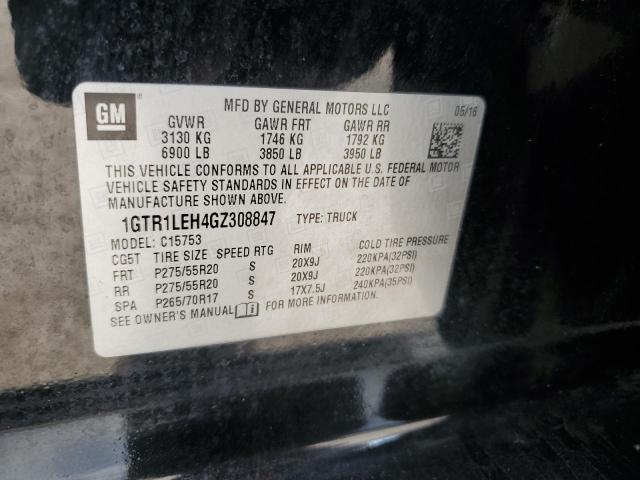 GM
MFD BY GENERAL MOTORS LLC 05/16
GVWR GAWR FRT GAWR RR
3130 KG 1746 KG 1792 KG
6900 LB 3850 LB 3950 LB
THIS VEHICLE CONFORMS TO ALL APPLICABLE U.S. FEDERAL MOTOR
VEHICLE SAFETY STANDARDS IN EFFECT ON THE DATE OF
MANUFACTURE SHOWN ABOVE.
1GTR1LEH4GZ308847 TYPE: TRUCK
MODEL: C15753
CG5T TIRE SIZE SPEED RTG RIM COLD TIRE PRESSURE
FRT P275/55R20 S 20X9J 220KPA(32PSI)
RR P275/55R20 S 20X9J 220KPA(32PSI)
SPA P265/70R17 S 17X7.5J 240KPA(35PSI)
SEE OWNER'S MANUAL FOR MORE INFORMATION.